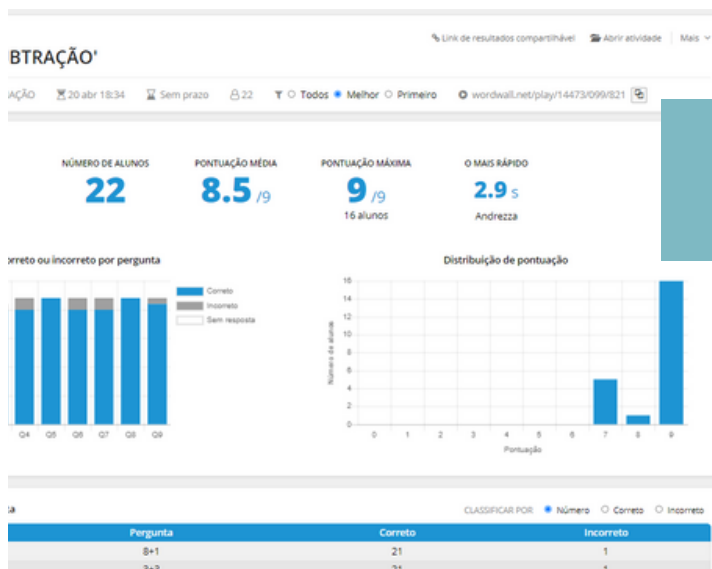 Link de resultados compartilhável Abrir atividade Mais
BTRAÇÃO'
AÇÃO 20 abr 18:34 Sem prazo 22 Todos Melhor Primeiro wordwall.net/play/14473/099/821
NÚMERO DE ALUNOS PONTUAÇÃO MÉDIA PONTUAÇÃO MÁXIMA O MAIS RÁPIDO
22 8.5 /9 9 /9 2.9 s
16 alunos Andrezza
orreto ou incorreto por pergunta
Correto
Incorreto
Sem resposta
Q4 Q5 Q6 Q7 Q8 Q9
Distribuição de pontuação
Número de alunos
16
14
12
10
8
6
4
2
0
0 1 2 3 4 5 6 7 8 9
Pontuação
CLASSIFICAR POR Número Correto Incorreto
Pergunta Correto Incorreto
8+1 21 1
3+3 21 1